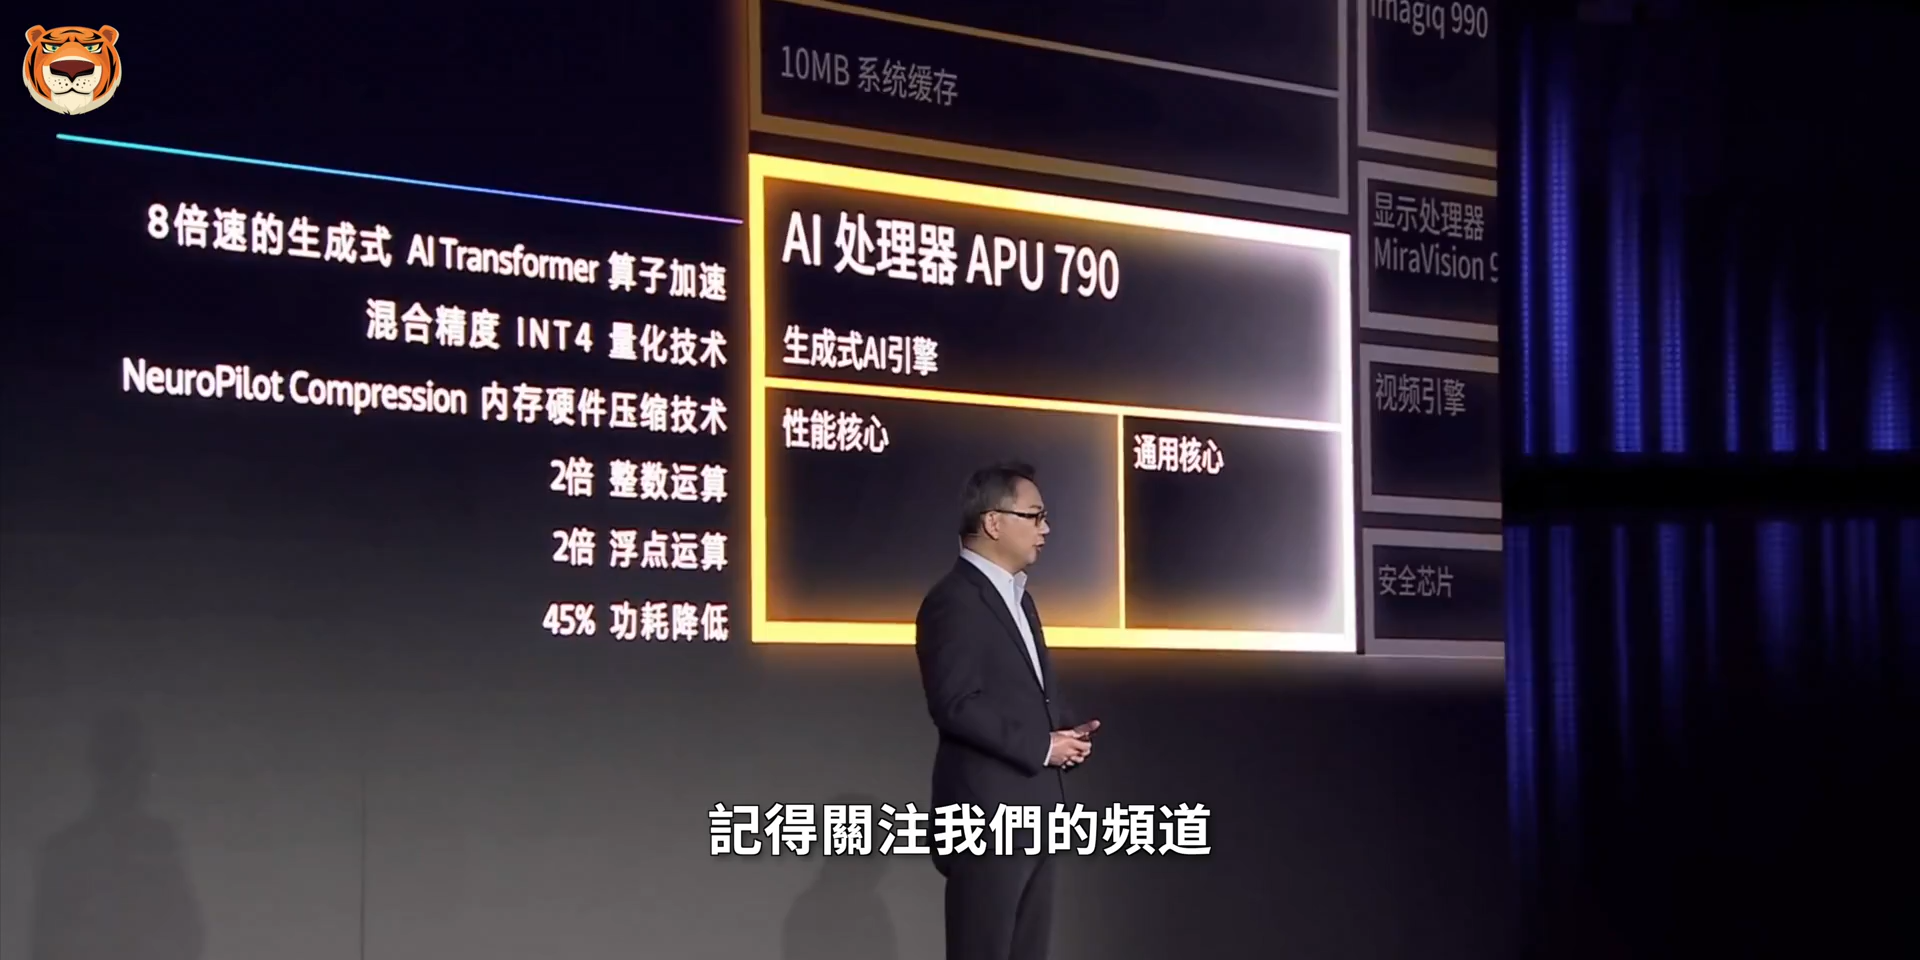 10MB 系统缓存
Imagiq 990
8倍速的生成式 AI Transformer 算子加速
混合精度 INT4 量化技术
NeuroPilot Compression 内存硬件压缩技术
2倍 整数运算
2倍 浮点运算
45% 功耗降低
AI 处理器 APU 790
生成式AI引擎
性能核心
通用核心
显示处理器
MiraVision 9
视频引擎
安全芯片
記得關注我們的頻道